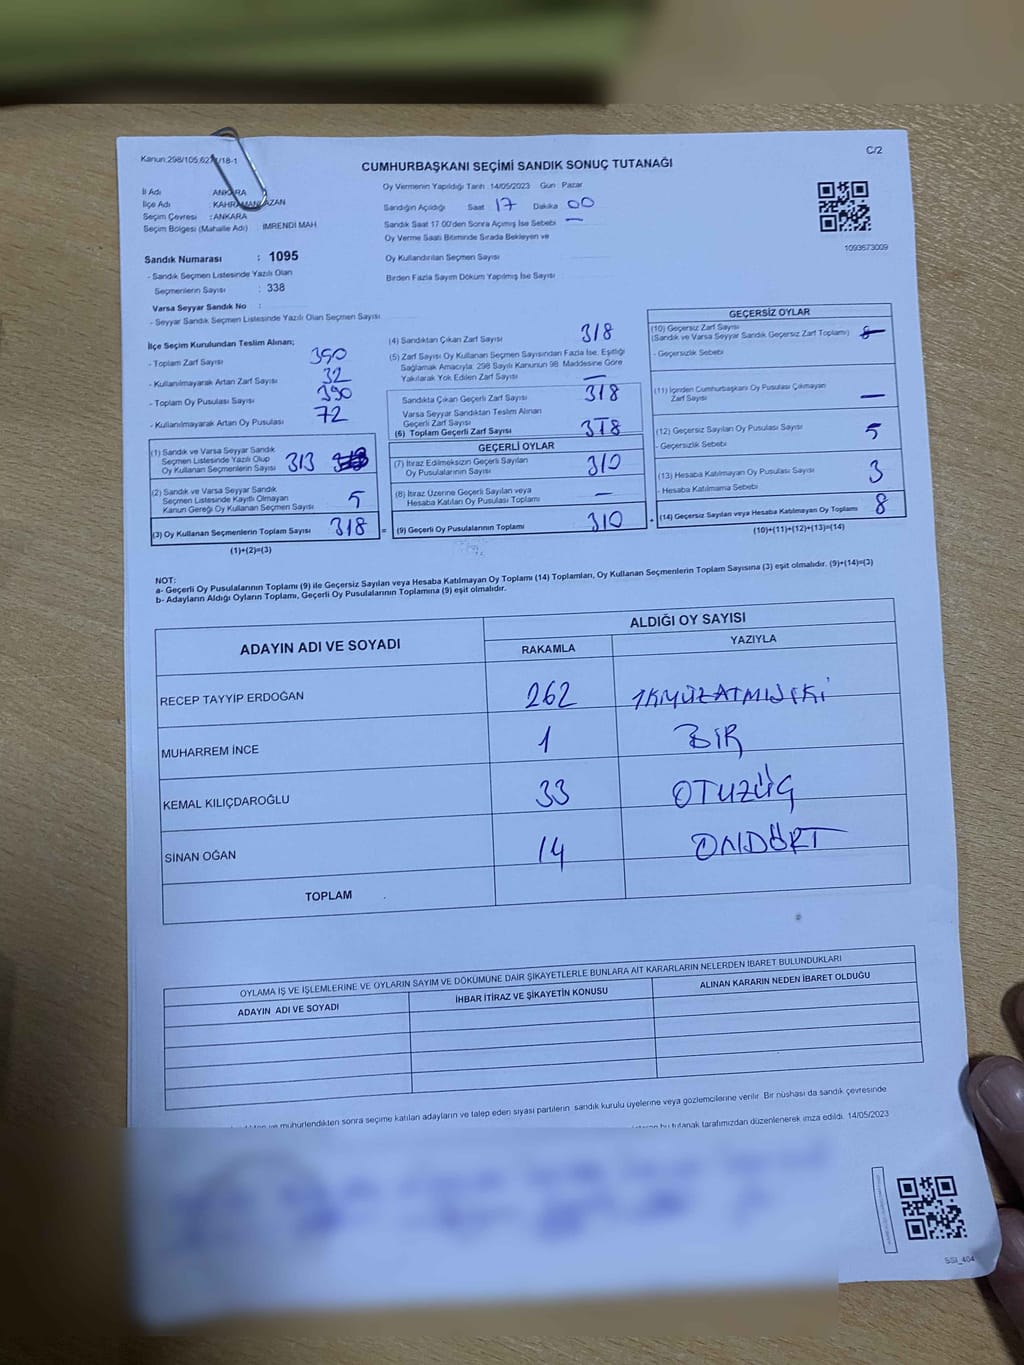 Kanun:298/105,627/18-1
C/2
CUMHURBAŞKANI SEÇİMİ SANDIK SONUÇ TUTANAĞI
İl Adı ANKARA
İlçe Adı KAHRAMANKAZAN
Seçim Çevresi : ANKARA
Seçim Bölgesi (Mahalle Adı) İMRENDİ MAH
Oy Vermenin Yapıldığı Tarih 14/05/2023 Gün Pazar
Sandığın Açıldığı Saat 17 Dakika 00
Sandık Saat 17.00'den Sonra Açılmış İse Sebebi —
Oy Verme Saati Bitiminde Sırada Bekleyen ve
Oy Kullandırılan Seçmen Sayısı
Birden Fazla Sayım Döküm Yapılmış İse Sayısı
1093673009
Sandık Numarası : 1095
- Sandık Seçmen Listesinde Yazılı Olan
Seçmenlerin Sayısı : 338
Varsa Seyyar Sandık No :
- Seyyar Sandık Seçmen Listesinde Yazılı Olan Seçmen Sayısı
İlçe Seçim Kurulundan Teslim Alınan;
- Toplam Zarf Sayısı 390
- Kullanılmayarak Artan Zarf Sayısı 32
- Toplam Oy Pusulası Sayısı 390
- Kullanılmayarak Artan Oy Pusulası 72
(1) Sandık ve Varsa Seyyar Sandık
Seçmen Listesinde Yazılı Olup
Oy Kullanan Seçmenlerin Sayısı 313
(2) Sandık ve Varsa Seyyar Sandık
Seçmen Listesinde Kayıtlı Olmayan
Kanun Gereği Oy Kullanan Seçmen Sayısı 5
(3) Oy Kullanan Seçmenlerin Toplam Sayısı 318
(1)+(2)=(3)
(4) Sandıktan Çıkan Zarf Sayısı 318
(5) Zarf Sayısı Oy Kullanan Seçmen Sayısından Fazla İse, Eşitliği
Sağlamak Amacıyla; 298 Sayılı Kanunun 98. Maddesine Göre
Yakılarak Yok Edilen Zarf Sayısı —
Sandıkta Çıkan Geçerli Zarf Sayısı 318
Varsa Seyyar Sandıktan Teslim Alınan
Geçerli Zarf Sayısı —
(6) Toplam Geçerli Zarf Sayısı 318
GEÇERLİ OYLAR
(7) İtiraz Edilmeksizin Geçerli Sayılan
Oy Pusulalarının Sayısı 310
(8) İtiraz Üzerine Geçerli Sayılan veya
Hesaba Katılan Oy Pusulası Toplamı —
= (9) Geçerli Oy Pusulalarının Toplamı 310
GEÇERSİZ OYLAR
(10) Geçersiz Zarf Sayısı
(Sandık ve Varsa Seyyar Sandık Geçersiz Zarf Toplamı)
- Geçersizlik Sebebi
(11) İçinden Cumhurbaşkanı Oy Pusulası Çıkmayan
Zarf Sayısı —
(12) Geçersiz Sayılan Oy Pusulası Sayısı 5
- Geçersizlik Sebebi
(13) Hesaba Katılmayan Oy Pusulası Sayısı 3
- Hesaba Katılmama Sebebi
+ (14) Geçersiz Sayılan veya Hesaba Katılmayan Oy Toplamı 8
(10)+(11)+(12)+(13)=(14)
NOT:
a- Geçerli Oy Pusulalarının Toplamı (9) ile Geçersiz Sayılan veya Hesaba Katılmayan Oy Toplamı (14) Toplamları, Oy Kullanan Seçmenlerin Toplam Sayısına (3) eşit olmalıdır. (9)+(14)=(3)
b- Adayların Aldığı Oyların Toplamı, Geçerli Oy Pusulalarının Toplamına (9) eşit olmalıdır.
ADAYIN ADI VE SOYADI ALDIĞI OY SAYISI
RAKAMLA YAZIYLA
RECEP TAYYİP ERDOĞAN 262 İKİYÜZATMIŞİKİ
MUHARREM İNCE 1 BİR
KEMAL KILIÇDAROĞLU 33 OTUZÜÇ
SİNAN OĞAN 14 ONDÖRT
TOPLAM
OYLAMA İŞ VE İŞLEMLERİNE VE OYLARIN SAYIM VE DÖKÜMÜNE DAİR ŞİKAYETLERLE BUNLARA AİT KARARLARIN NELERDEN İBARET BULUNDUKLARI
ADAYIN ADI VE SOYADI İHBAR İTİRAZ VE ŞİKAYETİN KONUSU ALINAN KARARIN NEDEN İBARET OLDUĞU
ve mühürlendikten sonra seçime katılan adayların ve talep eden siyasi partilerin sandık kurulu üyelerine veya gözlemcilerine verilir. Bir nüshası da sandık çevresinde
bu tutanak tarafımızdan düzenlenerek imza edildi. 14/05/2023
SSI_404